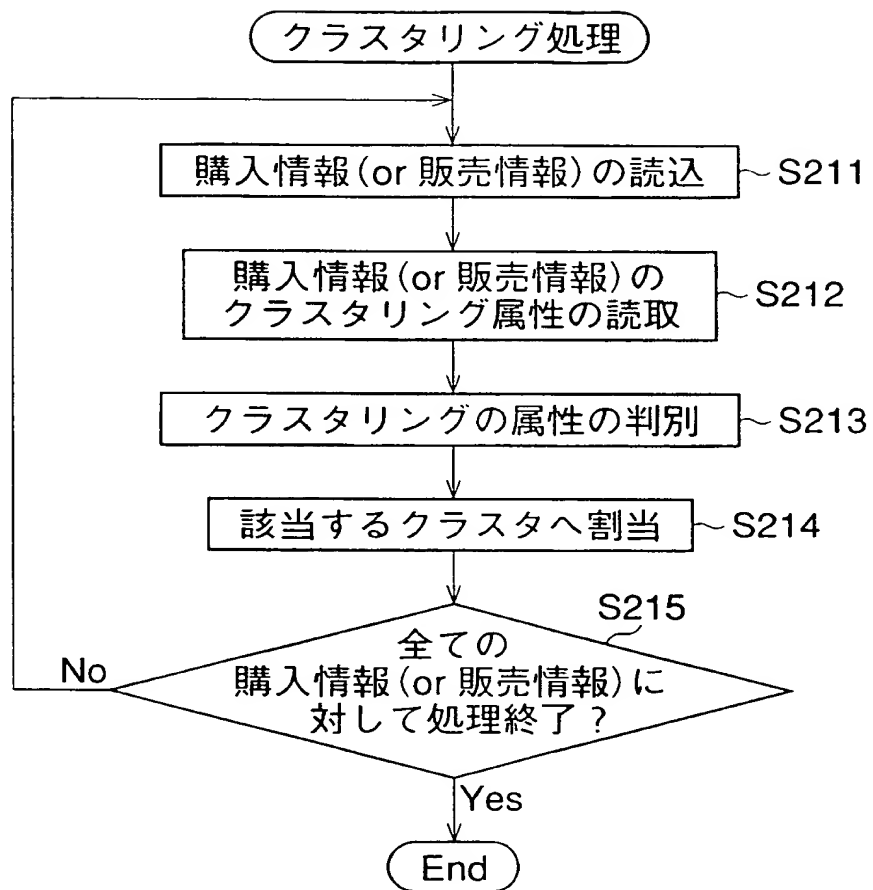 クラスタリング処理
購入情報(or 販売情報)の読込
S211
購入情報(or 販売情報)の
クラスタリング属性の読取
S212
クラスタリングの属性の判別
S213
該当するクラスタへ割当
S214
S215
全ての
購入情報(or 販売情報)に
対して処理終了?
No
Yes
End